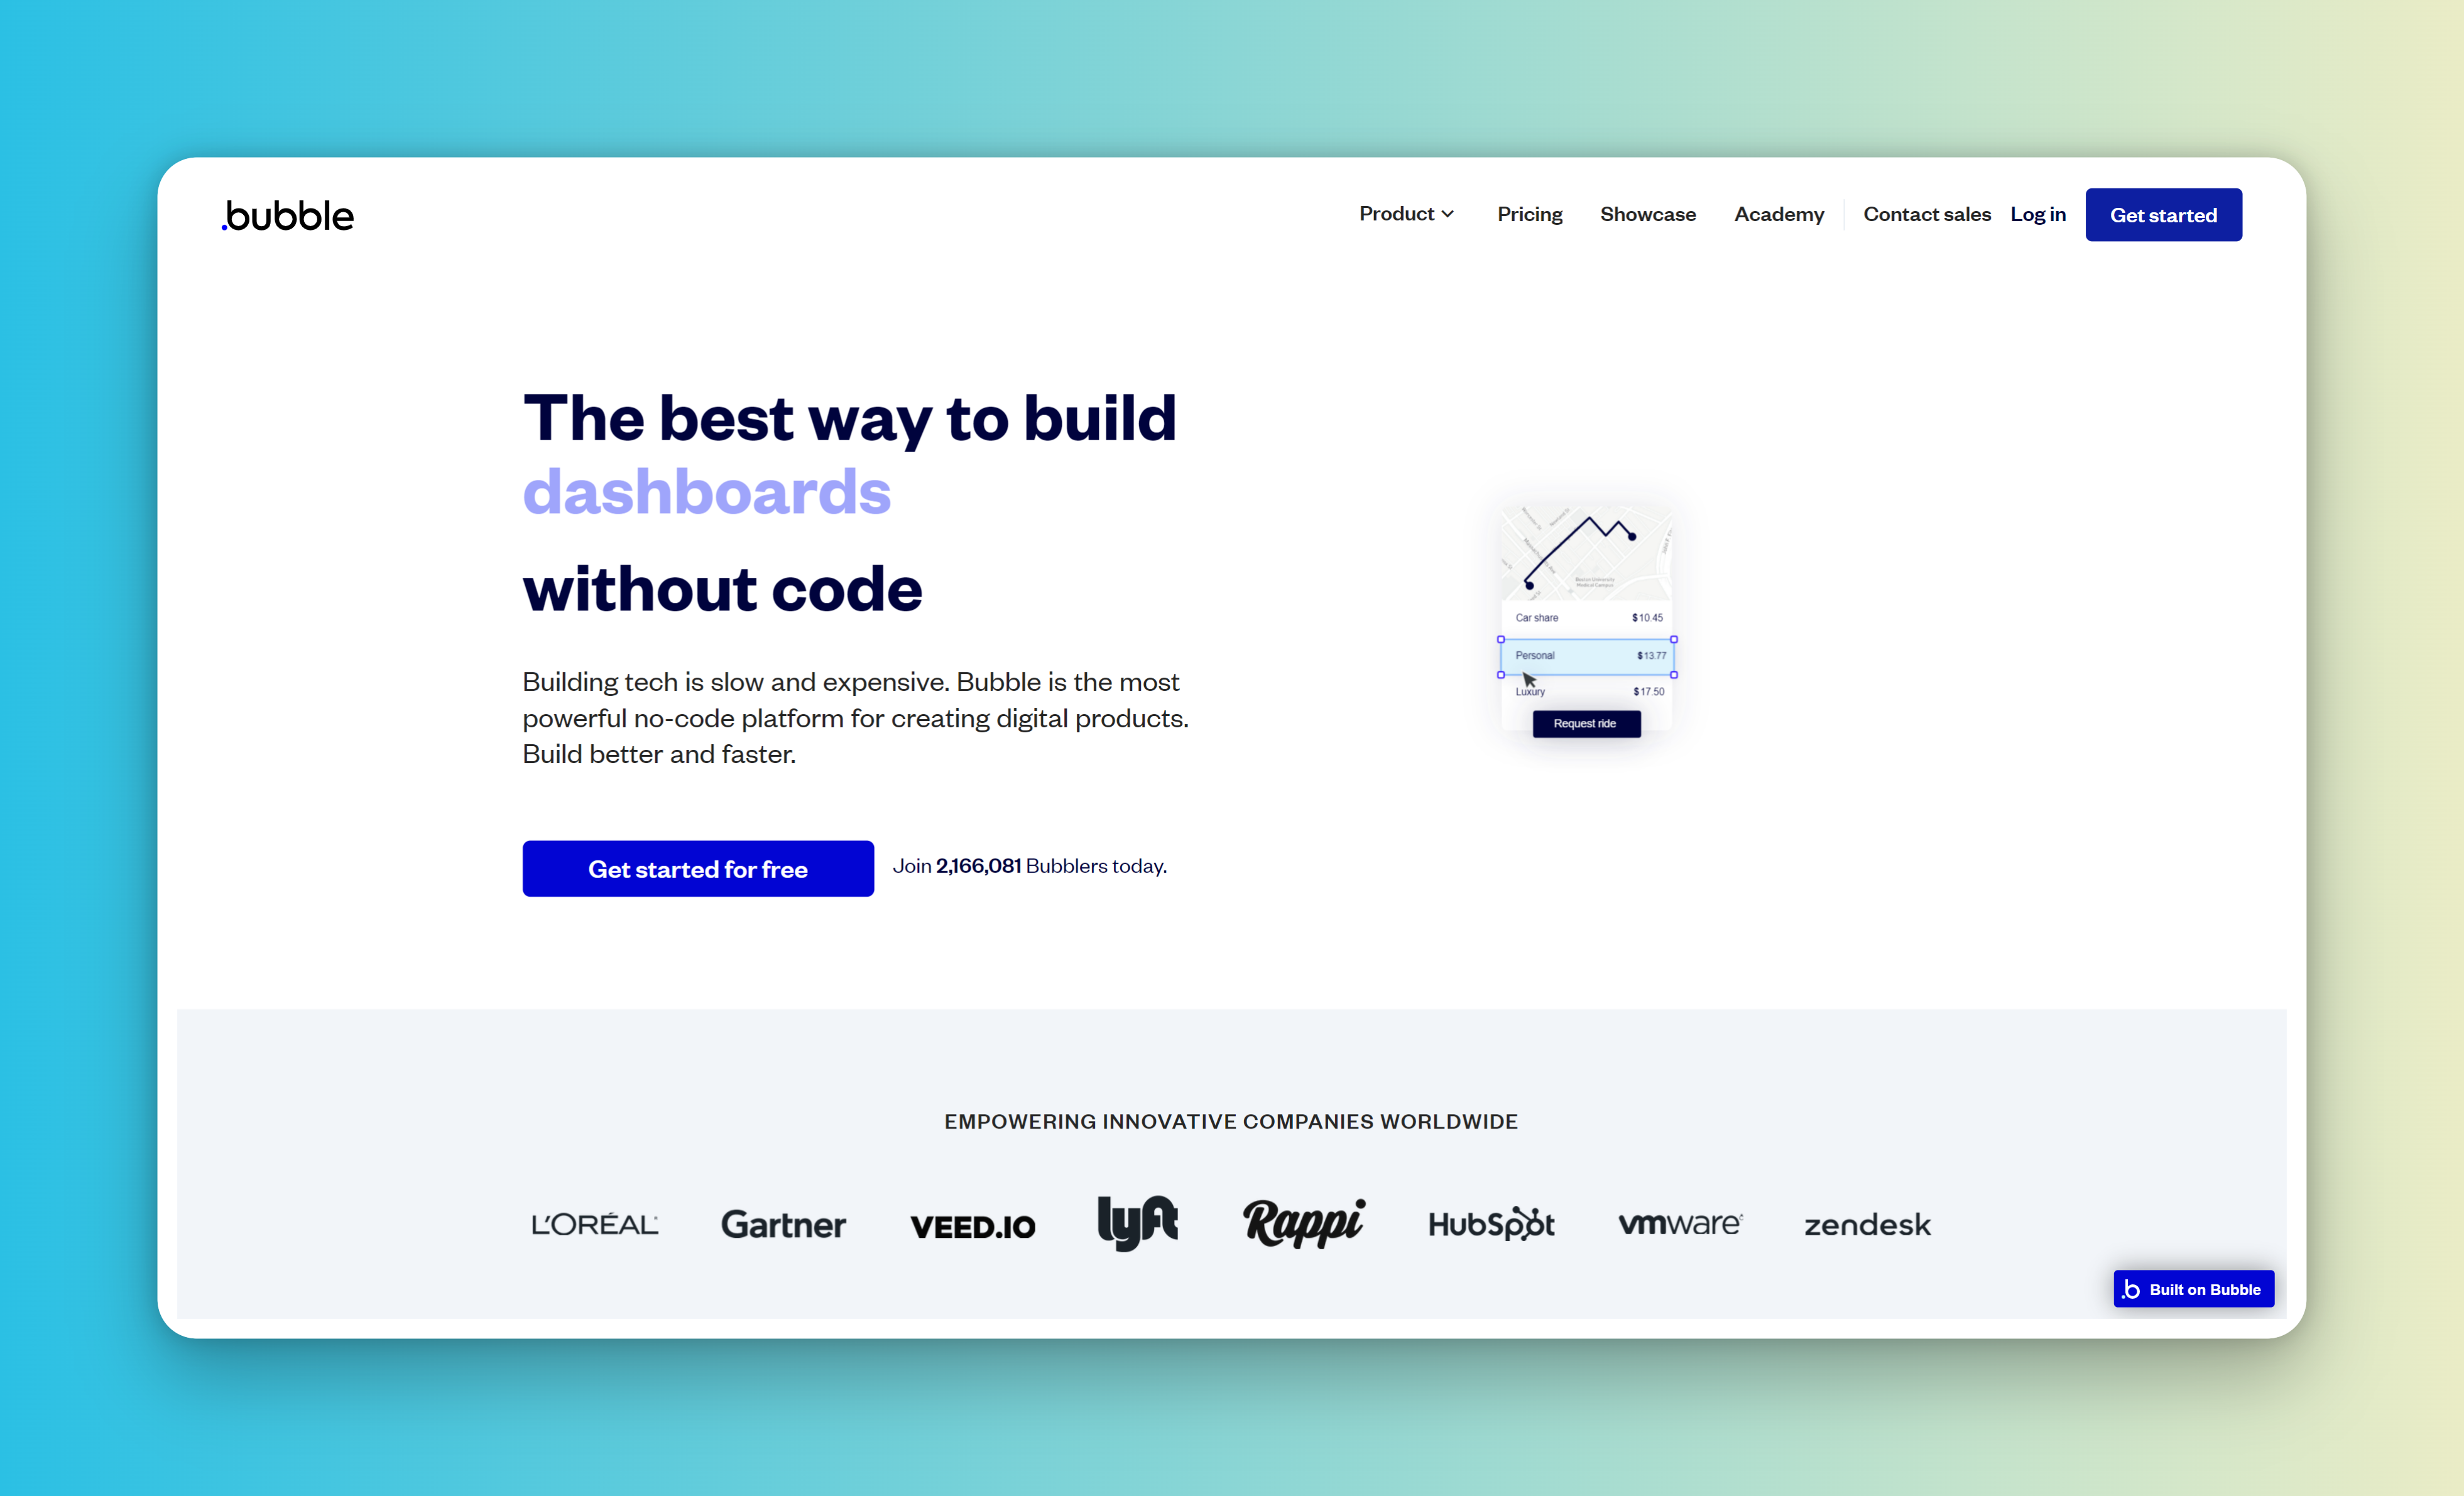 .bubble
Product Pricing Showcase Academy Contact sales Log in Get started
The best way to build
dashboards
without code
Building tech is slow and expensive. Bubble is the most
powerful no-code platform for creating digital products.
Build better and faster.
Get started for free Join 2,166,081 Bubblers today.
Boston University
Medical Campus
Car share $10.45
Personal $13.77
Luxury $17.50
Request ride
EMPOWERING INNOVATIVE COMPANIES WORLDWIDE
L'ORÉAL Gartner VEED.IO lyft Rappi HubSpot vmware zendesk
b Built on Bubble